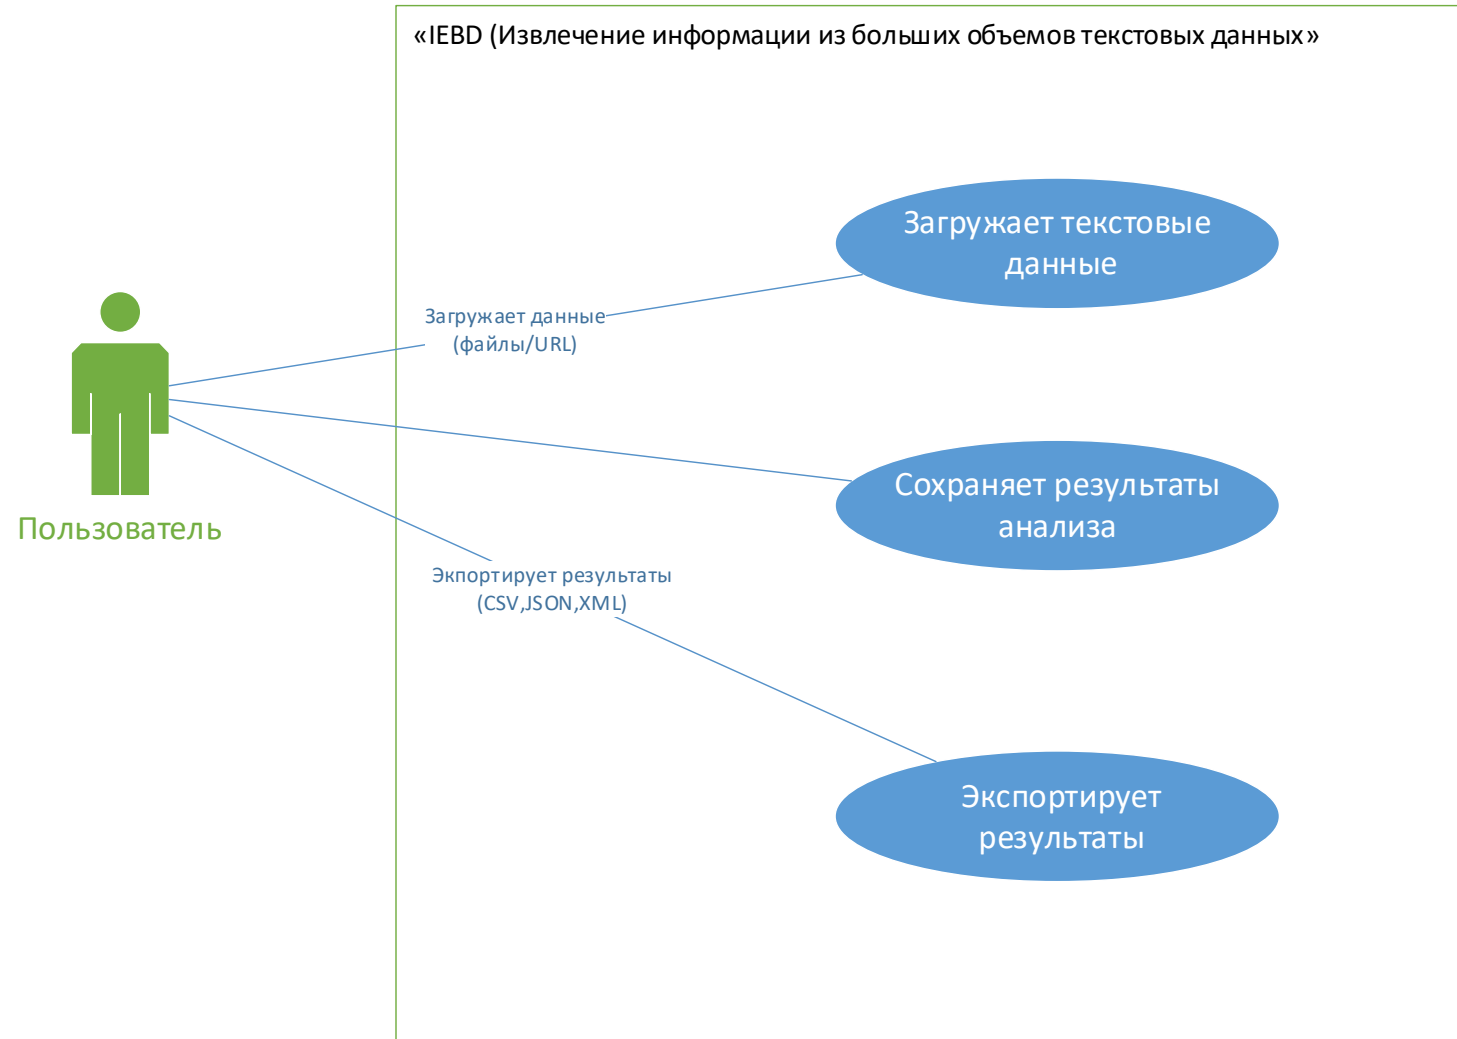 «IEBD (Извлечение информации из больших объемов текстовых данных»
Загружает текстовые
данные
Загружает данные
(файлы/URL)
Сохраняет результаты
анализа
Пользователь
Экпортирует результаты
(CSV,JSON,XML)
Экспортирует
результаты